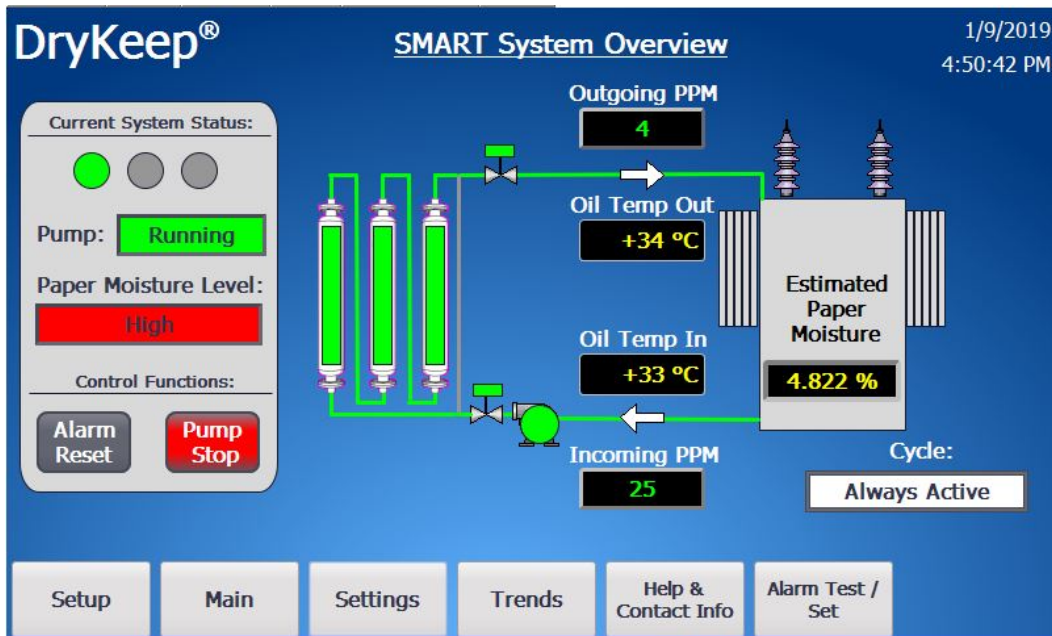 DryKeep®
SMART System Overview
1/9/2019
4:50:42 PM
Current System Status:
Pump:
Running
Paper Moisture Level:
High
Control Functions:
Alarm
Reset
Pump
Stop
Outgoing PPM
4
Oil Temp Out
+34 ºC
Oil Temp In
+33 ºC
Incoming PPM
25
Estimated
Paper
Moisture
4.822 %
Cycle:
Always Active
Setup
Main
Settings
Trends
Help &
Contact Info
Alarm Test /
Set